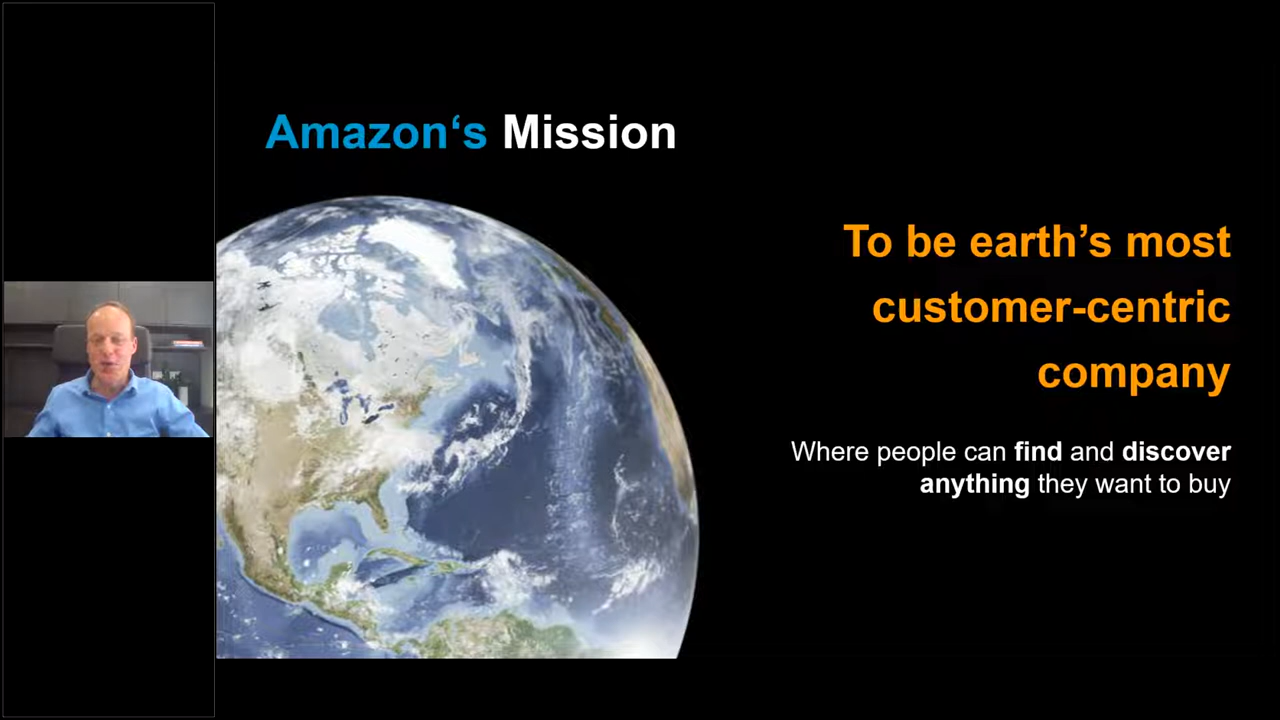 Amazon‘s Mission
To be earth’s most
customer-centric
company
Where people can find and discover
anything they want to buy